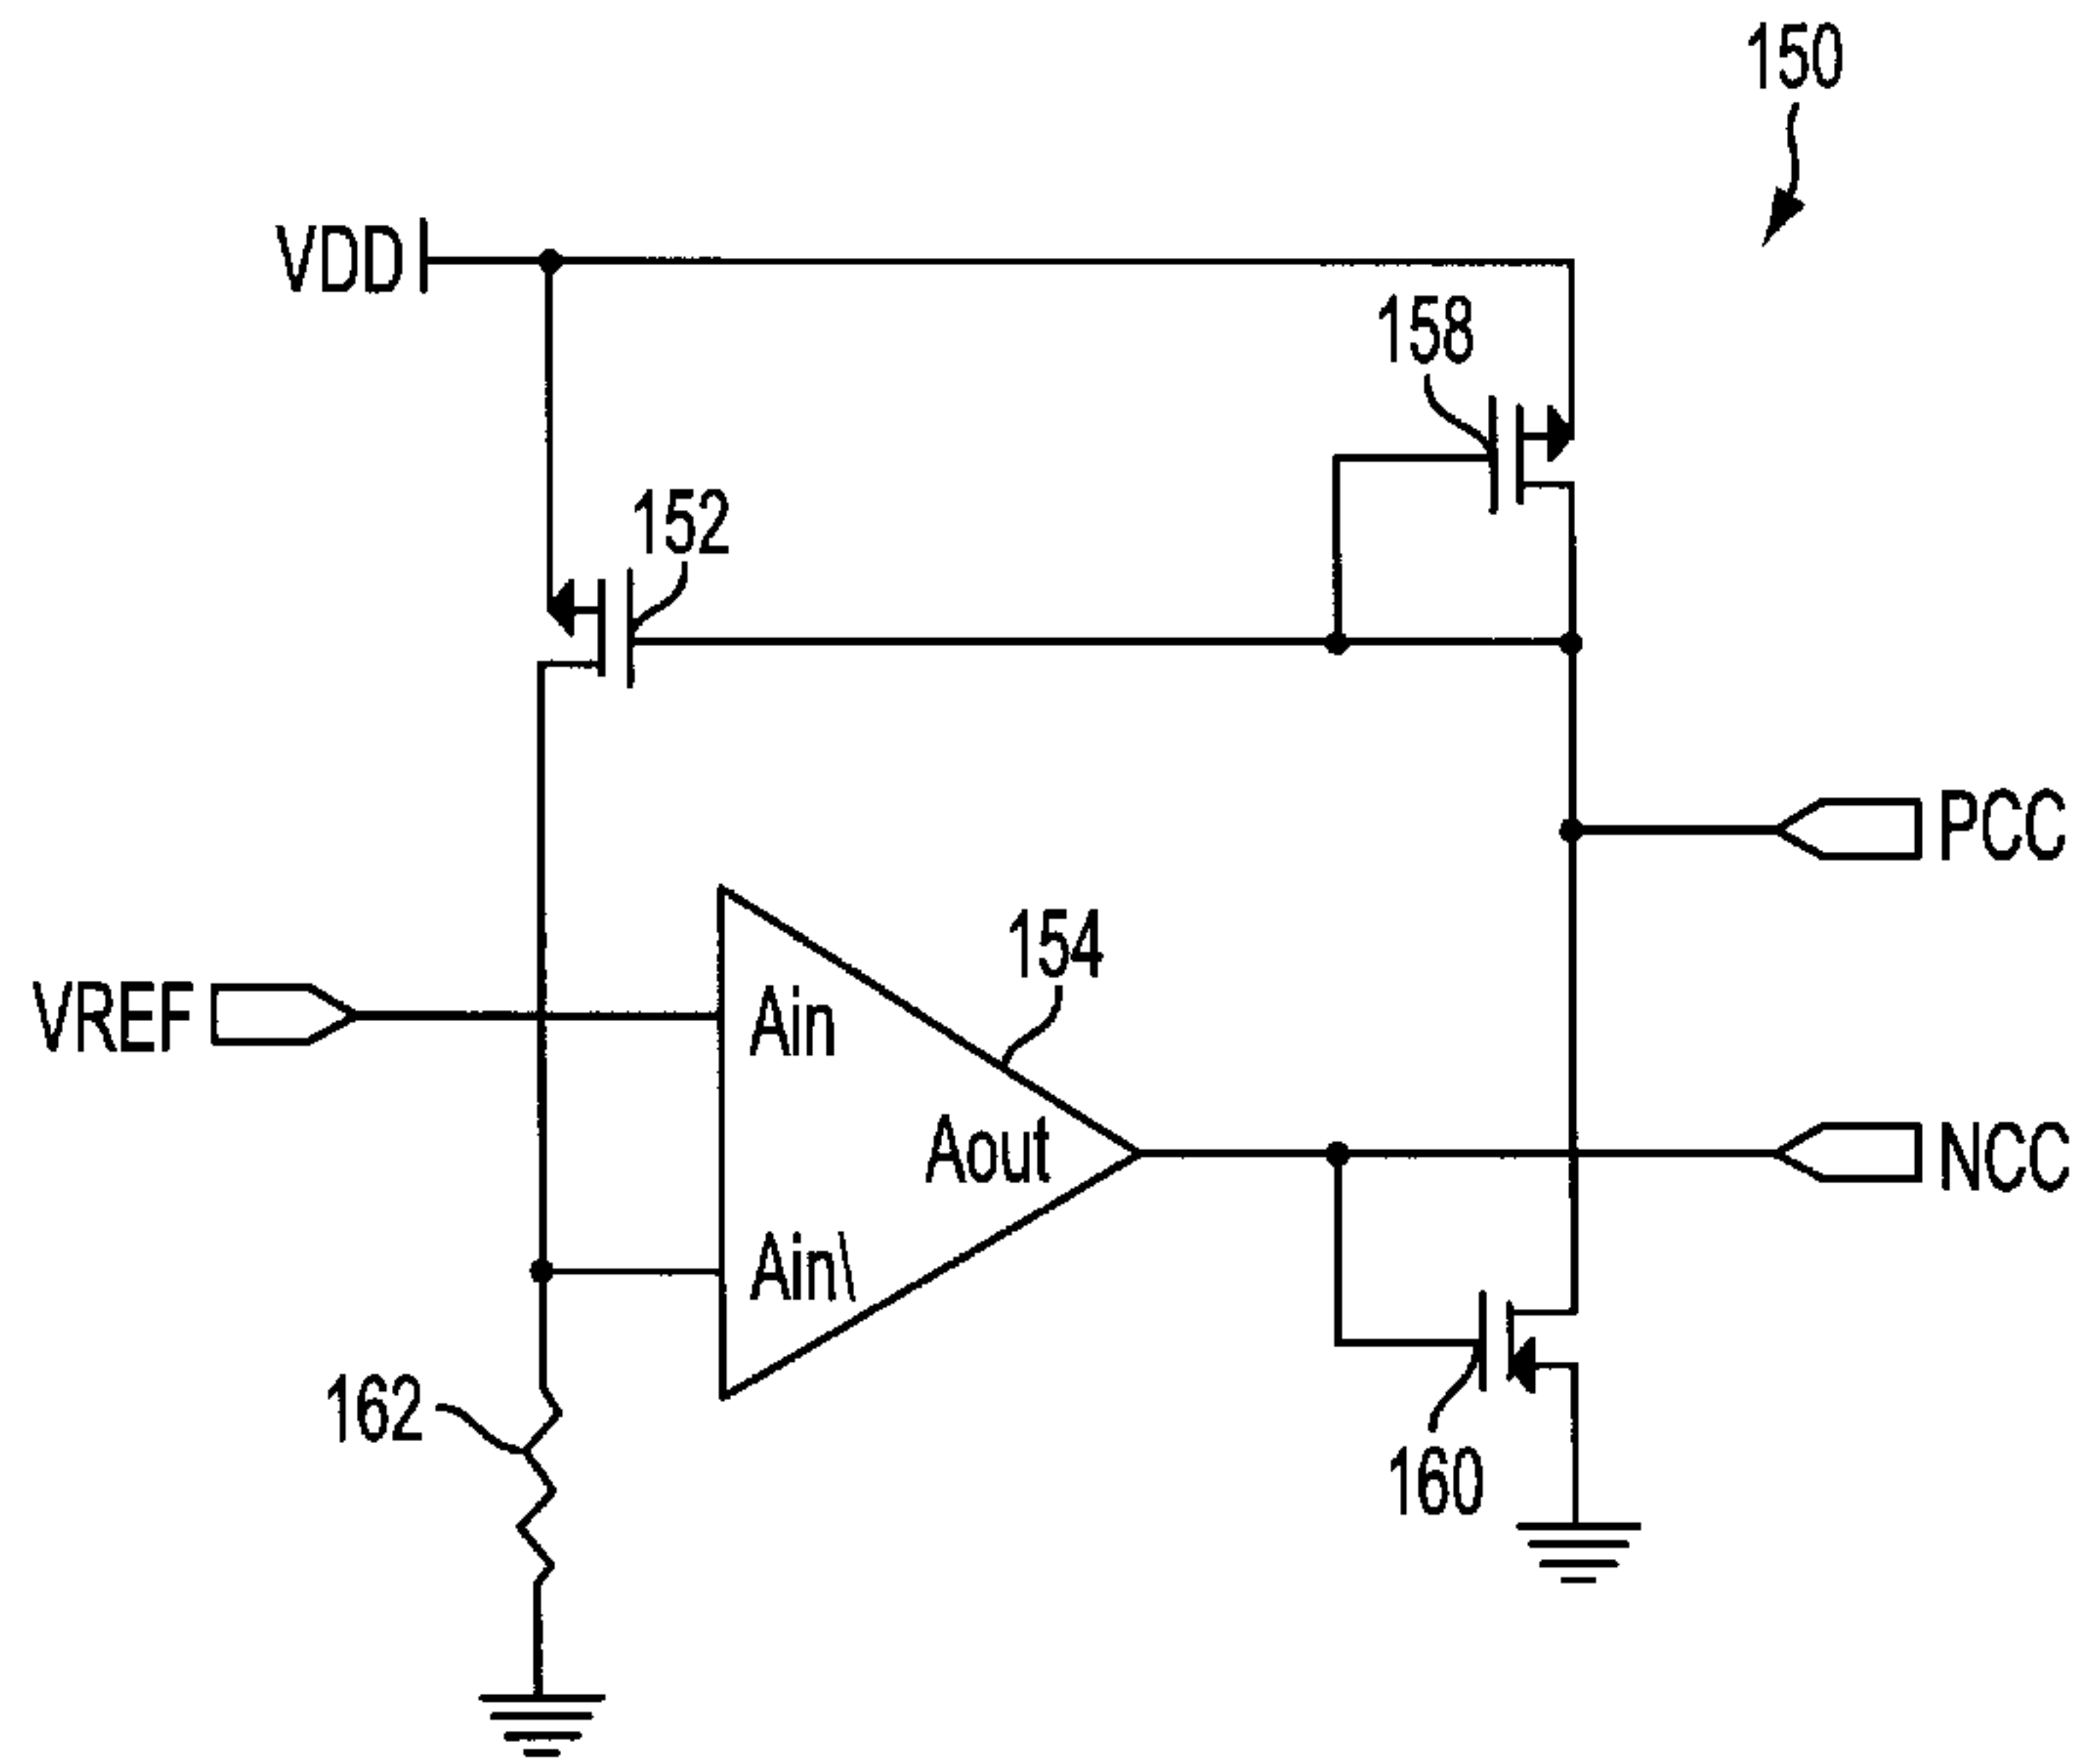 150
VDD
158
152
PCC
154
VREF
Ain
Aout
NCC
Ain\
162
160